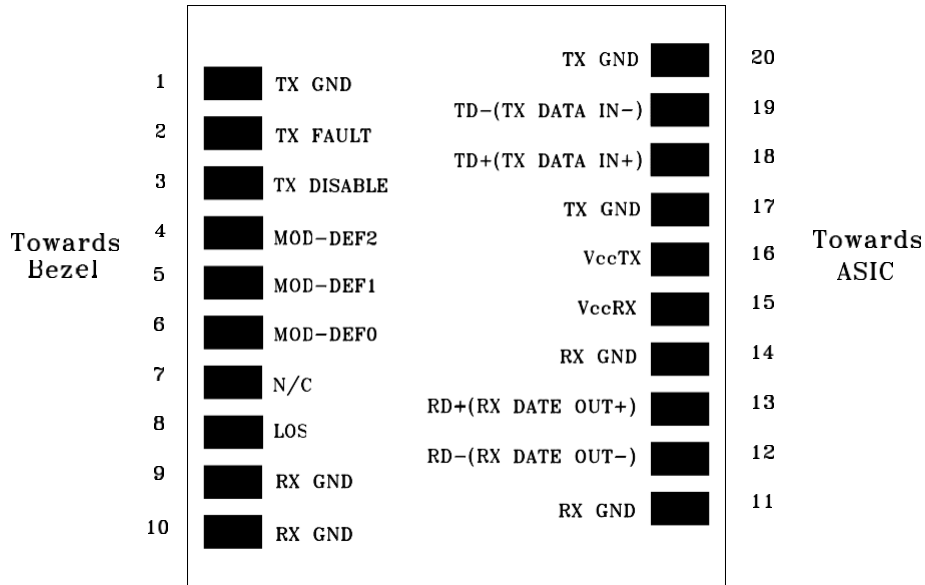 1 TX GND
2 TX FAULT
3 TX DISABLE
4 MOD-DEF2
5 MOD-DEF1
6 MOD-DEF0
7 N/C
8 LOS
9 RX GND
10 RX GND
Towards
Bezel
TX GND 20
TD-(TX DATA IN-) 19
TD+(TX DATA IN+) 18
TX GND 17
VccTX 16
VccRX 15
RX GND 14
RD+(RX DATE OUT+) 13
RD-(RX DATE OUT-) 12
RX GND 11
Towards
ASIC